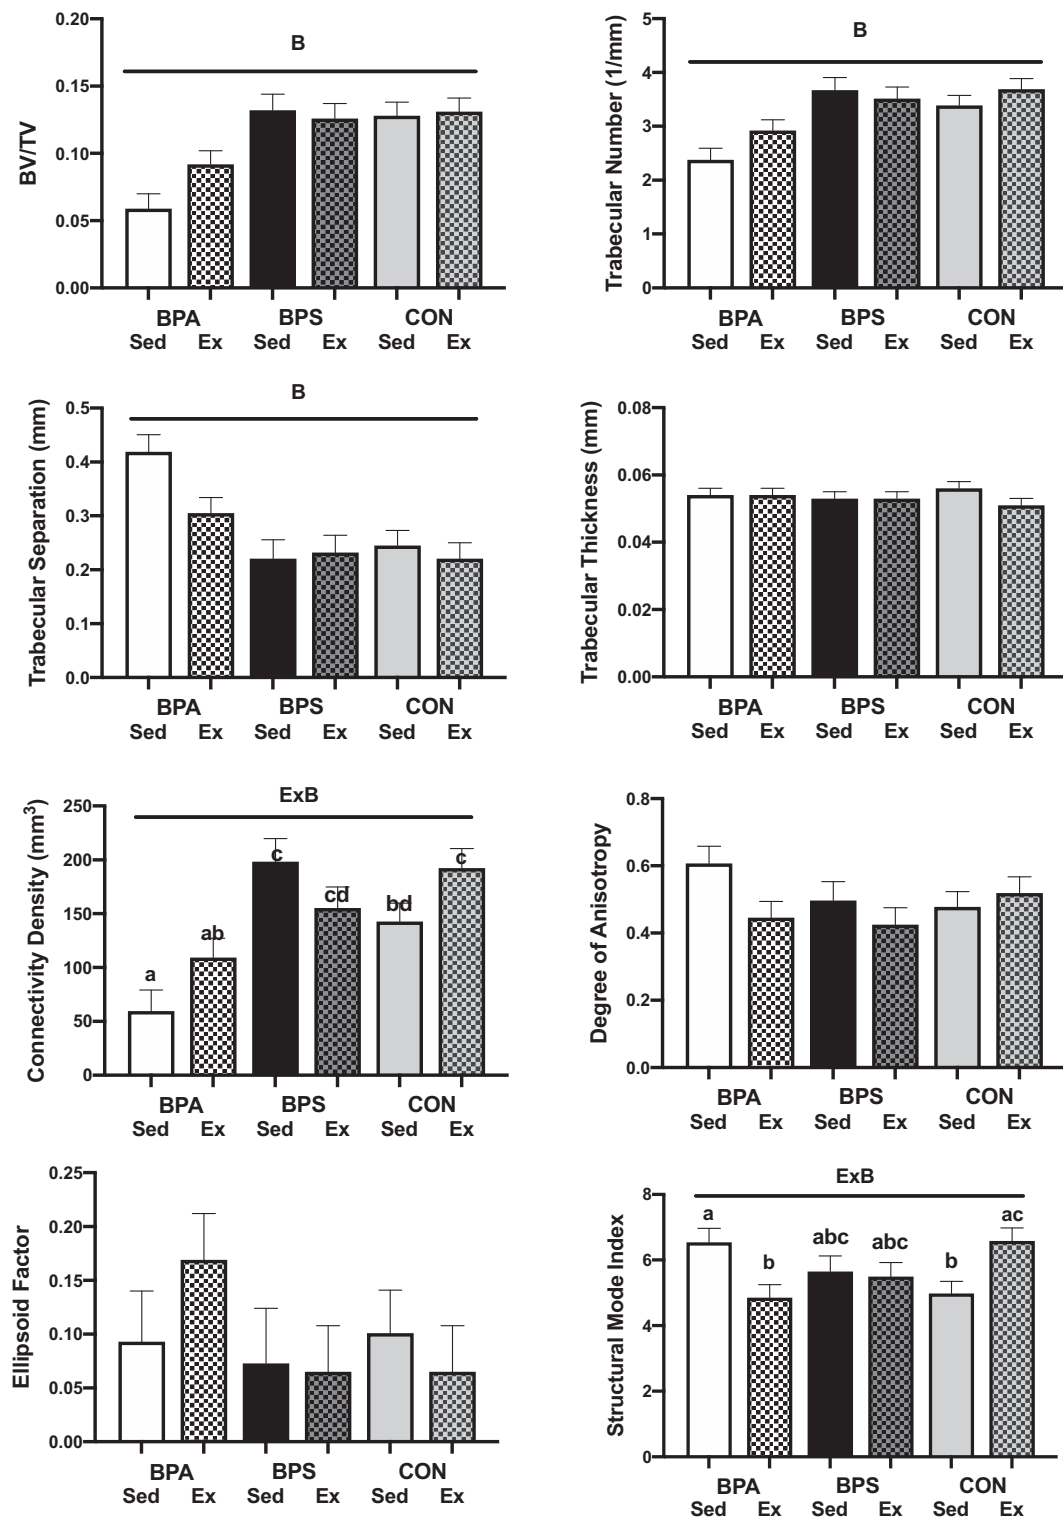 BV/TV
0.20
0.15
0.10
0.05
0.00
B
BPA BPS CON
Sed Ex Sed Ex Sed Ex
Trabecular Number (1/mm)
5
4
3
2
1
0
B
BPA BPS CON
Sed Ex Sed Ex Sed Ex
Trabecular Separation (mm)
0.5
0.4
0.3
0.2
0.1
0.0
B
BPA BPS CON
Sed Ex Sed Ex Sed Ex
Trabecular Thickness (mm)
0.08
0.06
0.04
0.02
0.00
BPA BPS CON
Sed Ex Sed Ex Sed Ex
Connectivity Density (mm³)
250
200
150
100
50
0
ExB
a ab c cd bd c
BPA BPS CON
Sed Ex Sed Ex Sed Ex
Degree of Anisotropy
0.8
0.6
0.4
0.2
0.0
BPA BPS CON
Sed Ex Sed Ex Sed Ex
Ellipsoid Factor
0.25
0.20
0.15
0.10
0.05
0.00
BPA BPS CON
Sed Ex Sed Ex Sed Ex
Structural Mode Index
8
6
4
2
0
ExB
a b abc abc b ac
BPA BPS CON
Sed Ex Sed Ex Sed Ex